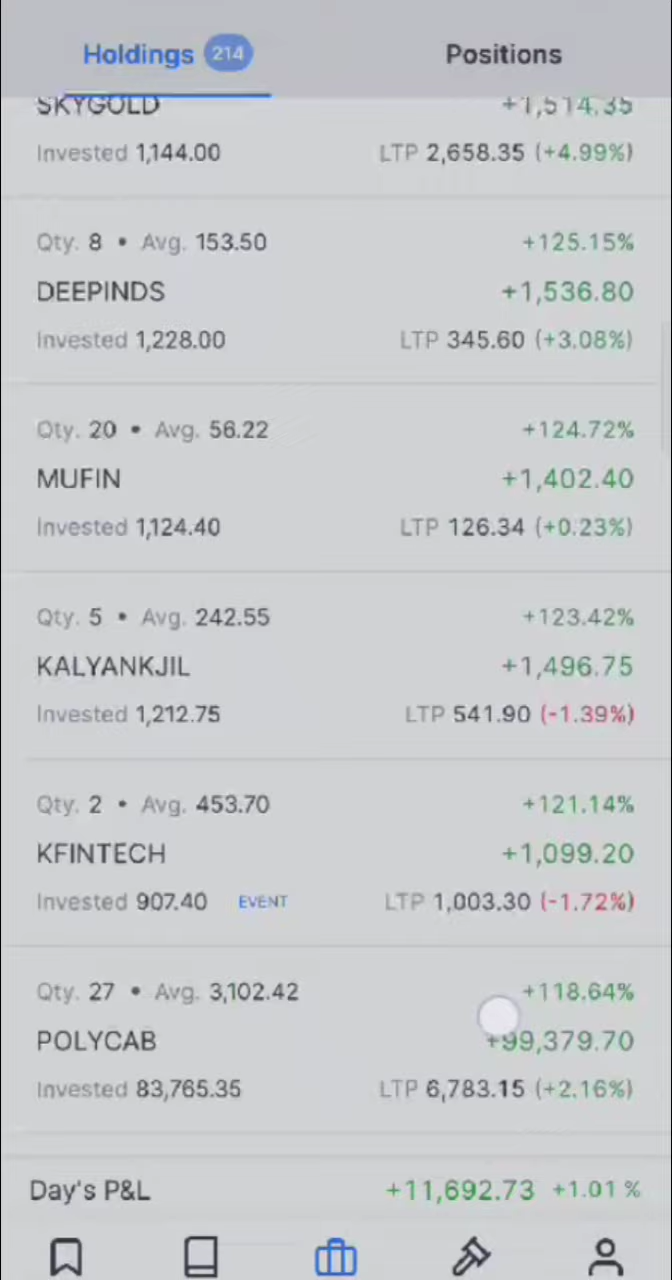 Holdings 214 Positions
SKYGOLD +1,514.35
Invested 1,144.00 LTP 2,658.35 (+4.99%)
Qty. 8 • Avg. 153.50 +125.15%
DEEPINDS +1,536.80
Invested 1,228.00 LTP 345.60 (+3.08%)
Qty. 20 • Avg. 56.22 +124.72%
MUFIN +1,402.40
Invested 1,124.40 LTP 126.34 (+0.23%)
Qty. 5 • Avg. 242.55 +123.42%
KALYANKJIL +1,496.75
Invested 1,212.75 LTP 541.90 (-1.39%)
Qty. 2 • Avg. 453.70 +121.14%
KFINTECH +1,099.20
Invested 907.40 EVENT LTP 1,003.30 (-1.72%)
Qty. 27 • Avg. 3,102.42 +118.64%
POLYCAB +99,379.70
Invested 83,765.35 LTP 6,783.15 (+2.16%)
Day's P&L +11,692.73 +1.01 %